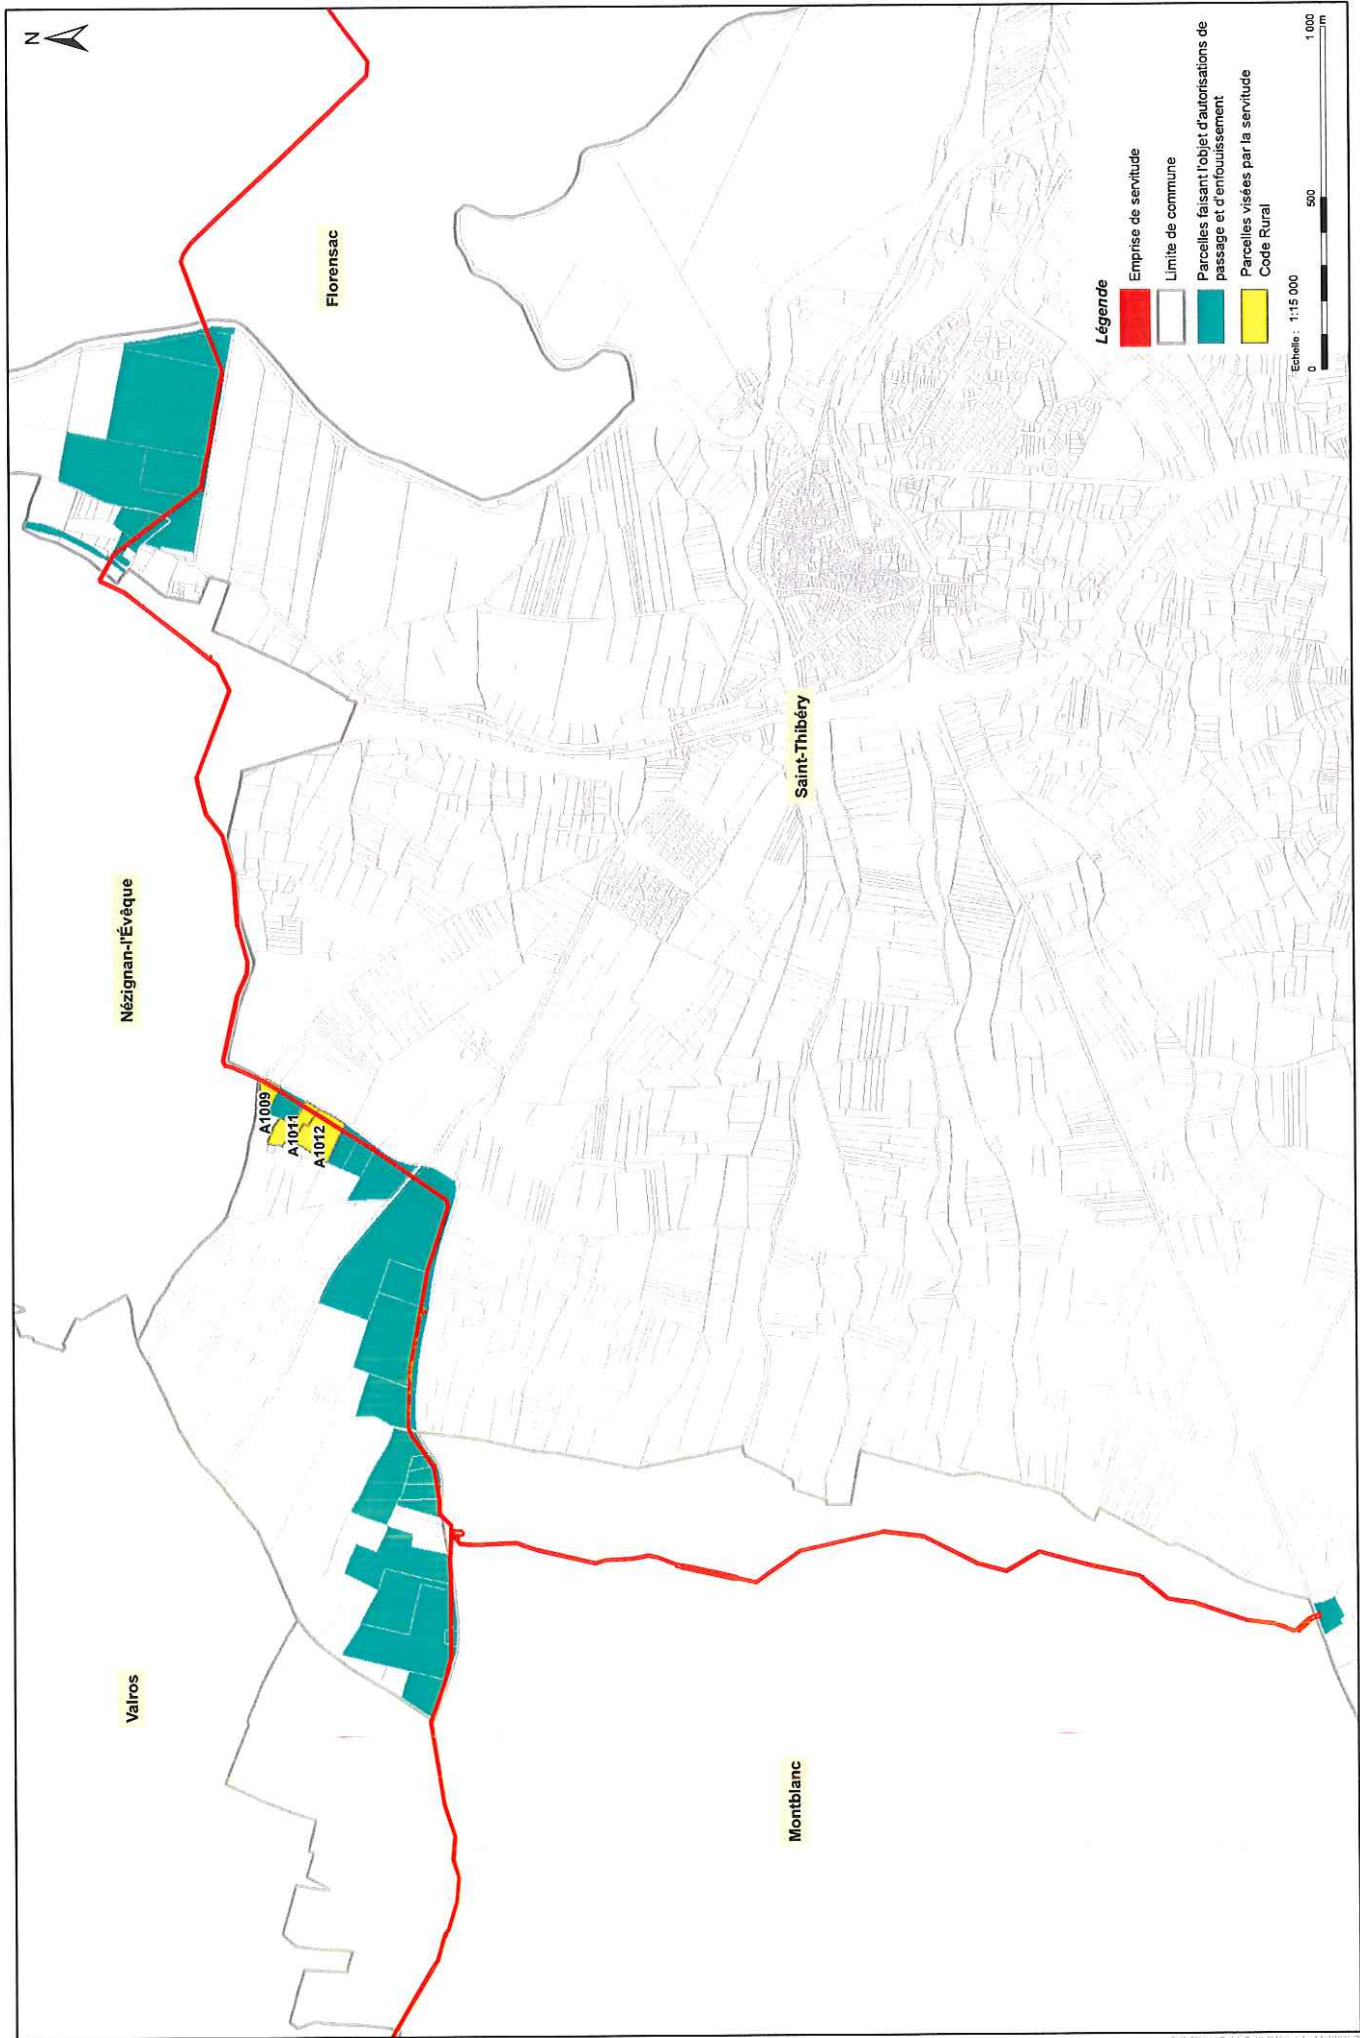 N
Valros
Nézignan-l'Évêque
Florensac
A1009
A1011
A1012
Montblanc
Saint-Thibéry
Légende
Emprise de servitude
Limite de commune
Parcelles faisant l'objet d'autorisations de
passage et d'enfouuissement
Parcelles visées par la servitude
Code Rural
Echelle : 1:15 000
0 500 1 000
m